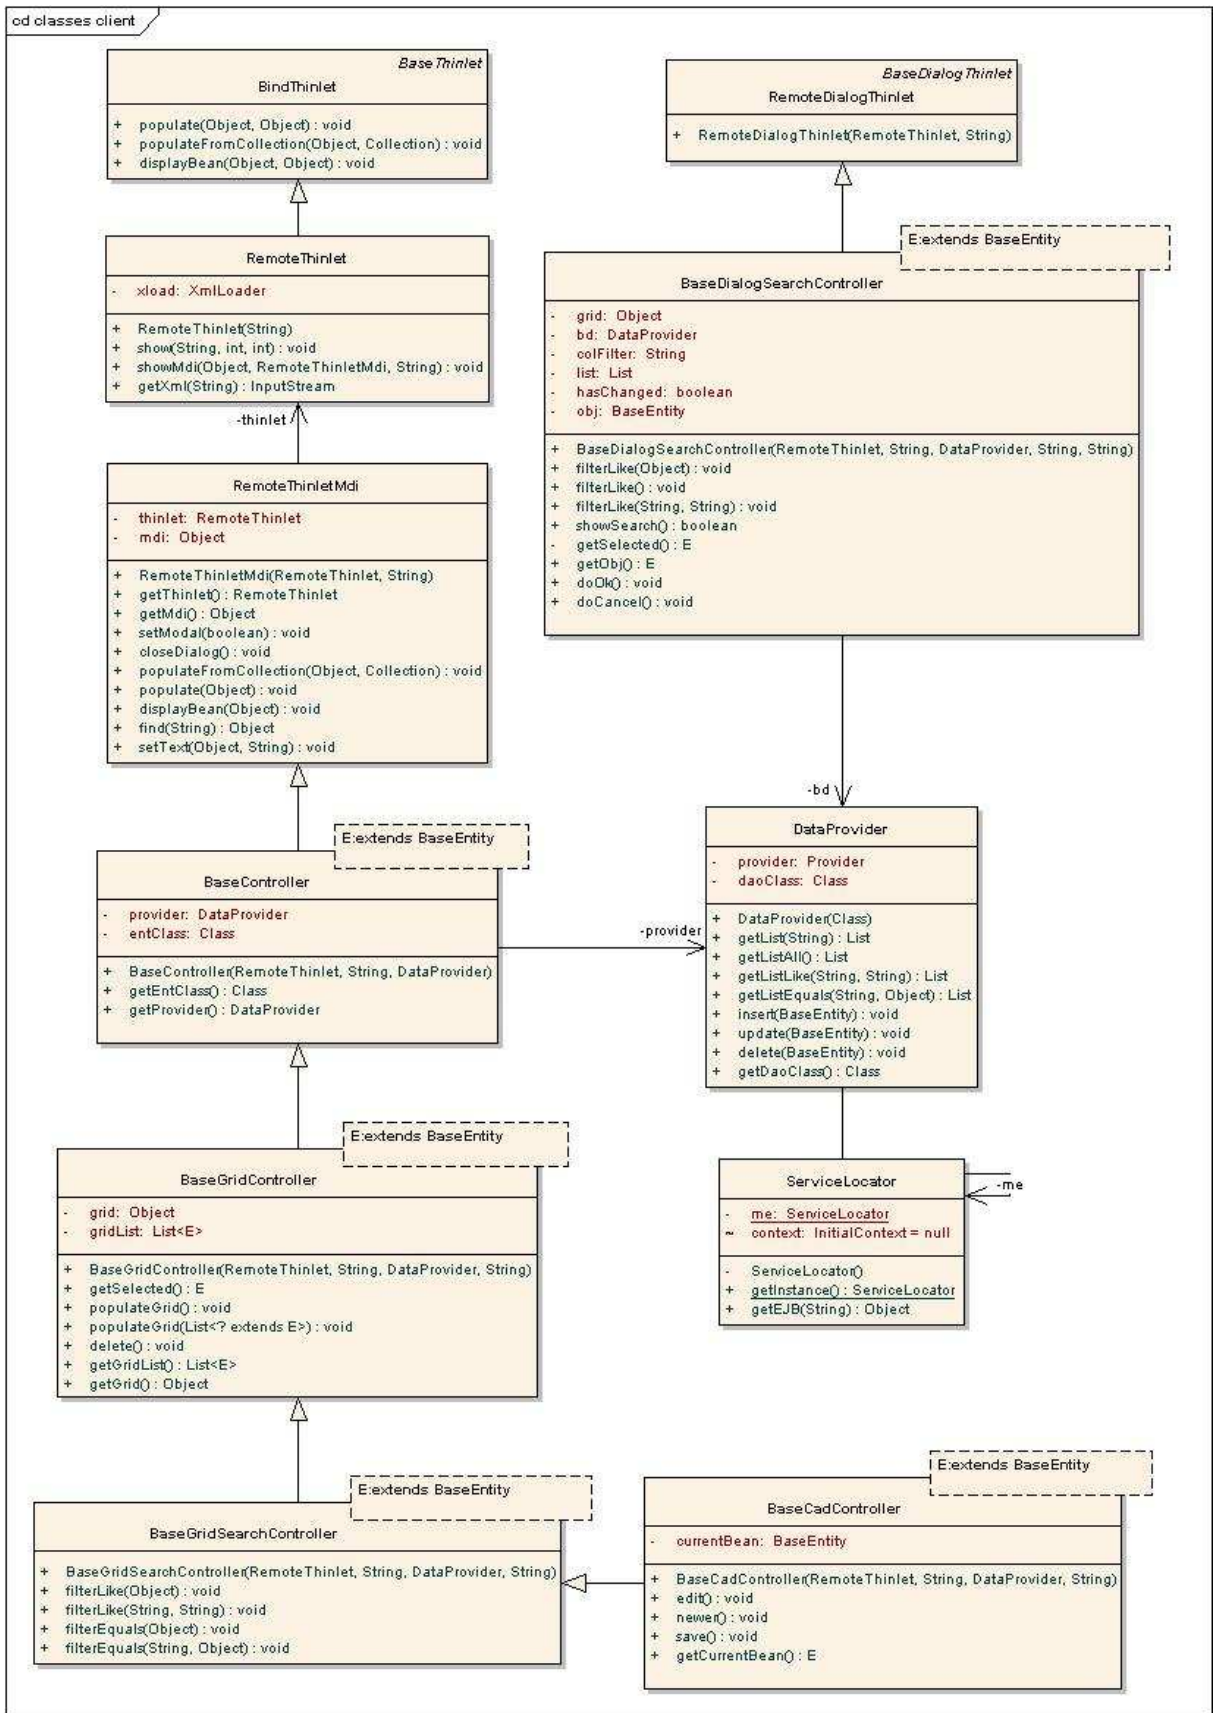 cd classes client
BaseThinlet
BindThinlet
+ populate(Object, Object) : void
+ populateFromCollection(Object, Collection) : void
+ displayBean(Object, Object) : void
BaseDialogThinlet
RemoteDialogThinlet
+ RemoteDialogThinlet(RemoteThinlet, String)
RemoteThinlet
- xload: XmlLoader
+ RemoteThinlet(String)
+ show(String, int, int) : void
+ showMdi(Object, RemoteThinletMdi, String) : void
+ getXml(String) : InputStream
-thinlet
E:extends BaseEntity
BaseDialogSearchController
- grid: Object
- bd: DataProvider
- colFilter: String
- list: List
- hasChanged: boolean
- obj: BaseEntity
+ BaseDialogSearchController(RemoteThinlet, String, DataProvider, String, String)
+ filterLike(Object) : void
+ filterLike() : void
+ filterLike(String, String) : void
+ showSearch() : boolean
- getSelected() : E
+ getObj() : E
+ doOk() : void
+ doCancel() : void
RemoteThinletMdi
- thinlet: RemoteThinlet
- mdi: Object
+ RemoteThinletMdi(RemoteThinlet, String)
+ getThinlet() : RemoteThinlet
+ getMdi() : Object
+ setModal(boolean) : void
+ closeDialog() : void
+ populateFromCollection(Object, Collection) : void
+ populate(Object) : void
+ displayBean(Object) : void
+ find(String) : Object
+ setText(Object, String) : void
-bd
E:extends BaseEntity
BaseController
- provider: DataProvider
- entClass: Class
+ BaseController(RemoteThinlet, String, DataProvider)
+ getEntClass() : Class
+ getProvider() : DataProvider
-provider
DataProvider
- provider: Provider
- daoClass: Class
+ DataProvider(Class)
+ getList(String) : List
+ getListAll() : List
+ getListLike(String, String) : List
+ getListEquals(String, Object) : List
+ insert(BaseEntity) : void
+ update(BaseEntity) : void
+ delete(BaseEntity) : void
+ getDaoClass() : Class
E:extends BaseEntity
BaseGridController
- grid: Object
- gridList: List<E>
+ BaseGridController(RemoteThinlet, String, DataProvider, String)
+ getSelected() : E
+ populateGrid() : void
+ populateGrid(List<? extends E>) : void
+ delete() : void
+ getGridList() : List<E>
+ getGrid() : Object
ServiceLocator
- me: ServiceLocator
~ context: InitialContext = null
- ServiceLocator()
+ getInstance() : ServiceLocator
+ getEJB(String) : Object
-me
E:extends BaseEntity
BaseGridSearchController
+ BaseGridSearchController(RemoteThinlet, String, DataProvider, String)
+ filterLike(Object) : void
+ filterLike(String, String) : void
+ filterEquals(Object) : void
+ filterEquals(String, Object) : void
E:extends BaseEntity
BaseCadController
- currentBean: BaseEntity
+ BaseCadController(RemoteThinlet, String, DataProvider, String)
+ edit() : void
+ newer() : void
+ save() : void
+ getCurrentBean() : E